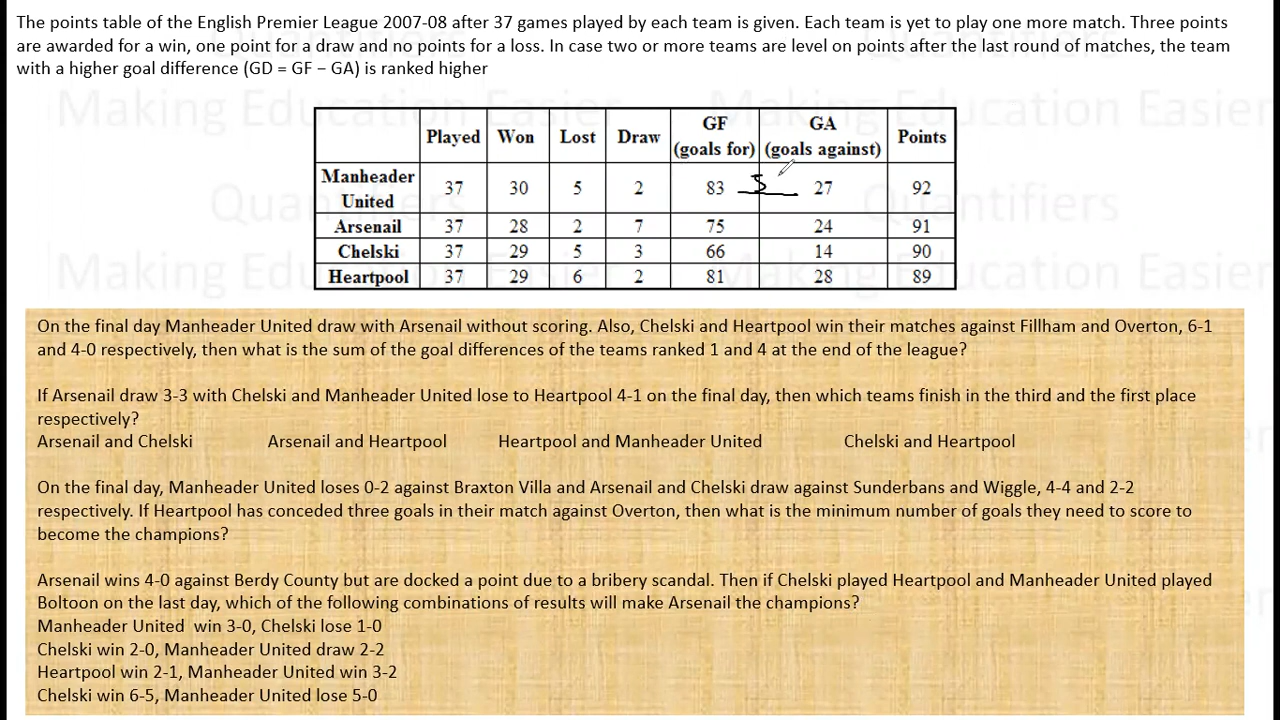 The points table of the English Premier League 2007-08 after 37 games played by each team is given. Each team is yet to play one more match. Three points
are awarded for a win, one point for a draw and no points for a loss. In case two or more teams are level on points after the last round of matches, the team
with a higher goal difference (GD = GF − GA) is ranked higher
Played Won Lost Draw GF (goals for) GA (goals against) Points
Manheader United 37 30 5 2 83 27 92
Arsenail 37 28 2 7 75 24 91
Chelski 37 29 5 3 66 14 90
Heartpool 37 29 6 2 81 28 89
On the final day Manheader United draw with Arsenail without scoring. Also, Chelski and Heartpool win their matches against Fillham and Overton, 6-1
and 4-0 respectively, then what is the sum of the goal differences of the teams ranked 1 and 4 at the end of the league?
If Arsenail draw 3-3 with Chelski and Manheader United lose to Heartpool 4-1 on the final day, then which teams finish in the third and the first place
respectively?
Arsenail and Chelski Arsenail and Heartpool Heartpool and Manheader United Chelski and Heartpool
On the final day, Manheader United loses 0-2 against Braxton Villa and Arsenail and Chelski draw against Sunderbans and Wiggle, 4-4 and 2-2
respectively. If Heartpool has conceded three goals in their match against Overton, then what is the minimum number of goals they need to score to
become the champions?
Arsenail wins 4-0 against Berdy County but are docked a point due to a bribery scandal. Then if Chelski played Heartpool and Manheader United played
Boltoon on the last day, which of the following combinations of results will make Arsenail the champions?
Manheader United win 3-0, Chelski lose 1-0
Chelski win 2-0, Manheader United draw 2-2
Heartpool win 2-1, Manheader United win 3-2
Chelski win 6-5, Manheader United lose 5-0
Making Education Easier
Quantifiers